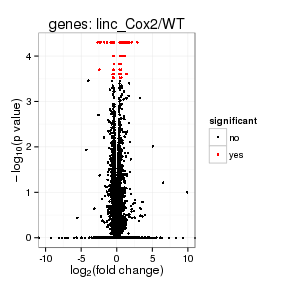 genes: linc_Cox2/WT
−log10(p value)
4
3
2
1
0
-10
-5
0
5
10
log2(fold change)
significant
no
yes